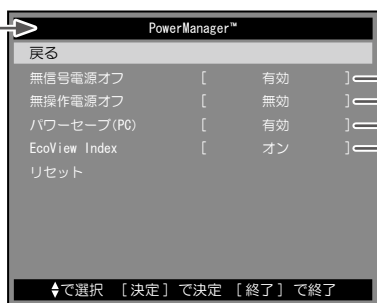 PowerManager™
戻る
無信号電源オフ [ 有効 ]
無操作電源オフ [ 無効 ]
パワーセーブ(PC) [ 有効 ]
EcoView Index [ オン ]
リセット
♦で選択 [決定] で決定 [終了] で終了